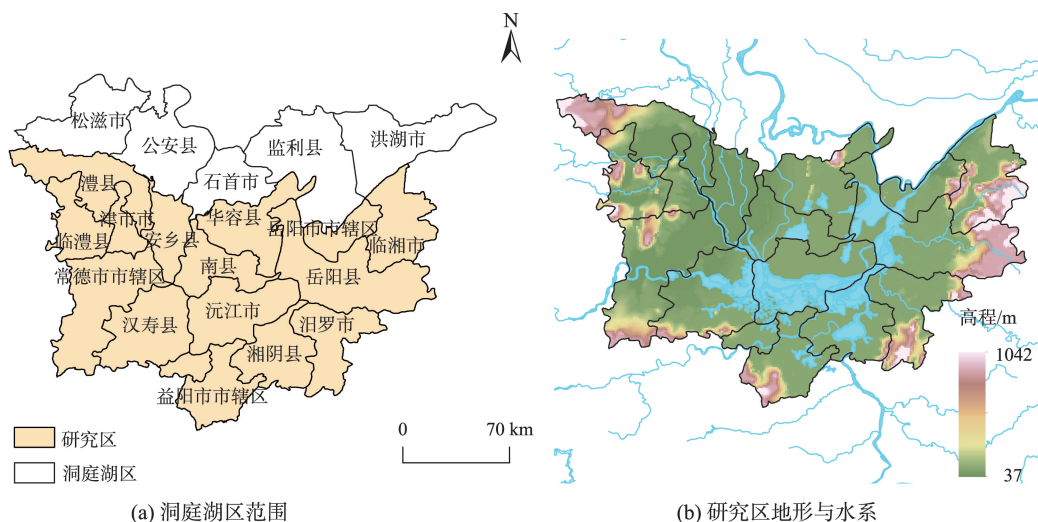 N
松滋市
公安县
监利县
洪湖市
石首市
澧县
津市市
华容县
岳阳市市辖区
临澧县
安乡县
临湘市
常德市市辖区
南县
岳阳县
沅江市
汉寿县
汨罗市
湘阴县
益阳市市辖区
研究区
洞庭湖区
0 70 km
(a) 洞庭湖区范围
高程/m
1042
37
(b) 研究区地形与水系